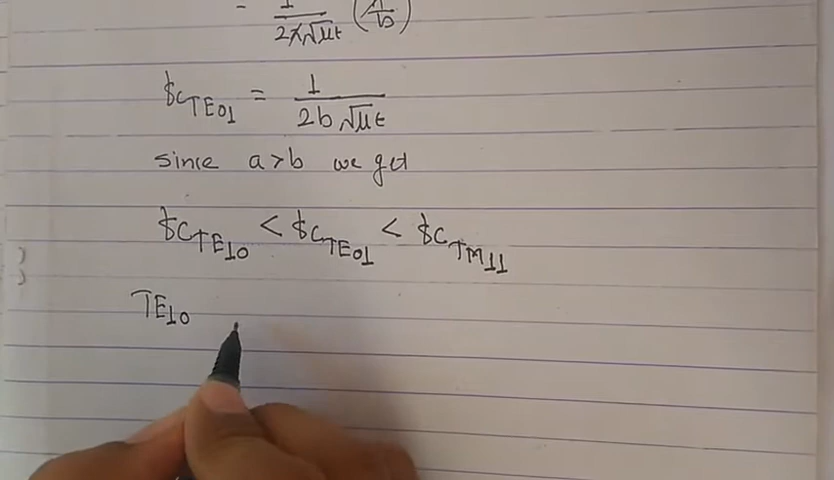 = 1/2π√μϵ (π/b)
fc_TE01 = 1/2b√μϵ
since a>b we get
fc_TE10 < fc_TE01 < fc_TM11
TE10